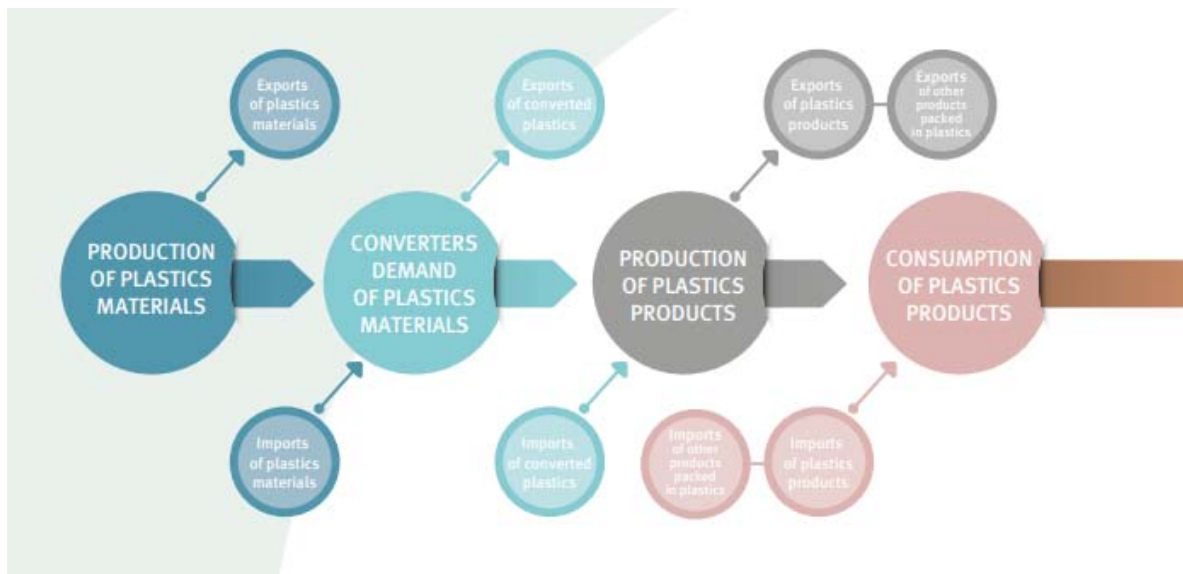 Exports
of plastics
materials
Exports
of converted
plastics
Exports
of plastics
products
Exports
of other
products
packed
in plastics
PRODUCTION
OF PLASTICS
MATERIALS
CONVERTERS
DEMAND
OF PLASTICS
MATERIALS
PRODUCTION
OF PLASTICS
PRODUCTS
CONSUMPTION
OF PLASTICS
PRODUCTS
Imports
of plastics
materials
Imports
of converted
plastics
Imports
of other
products
packed
in plastics
Imports
of plastics
products